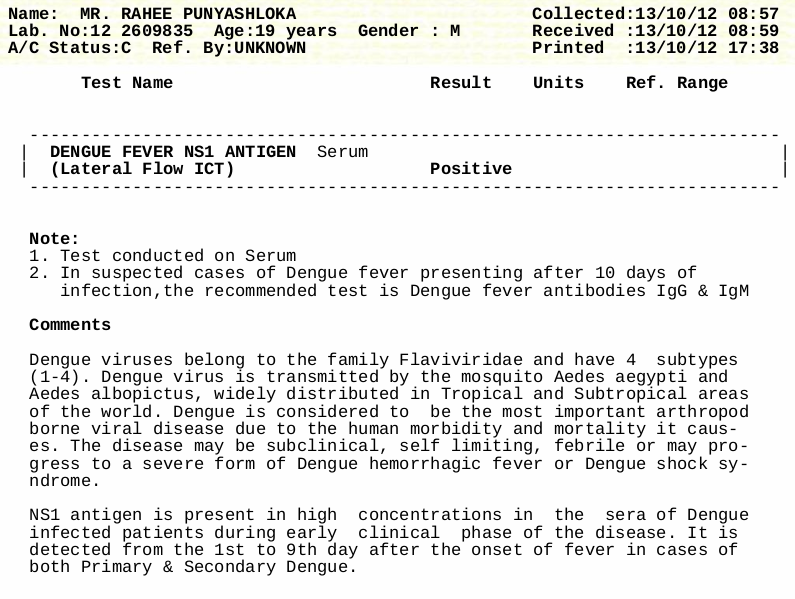 Name:  MR. RAHEE PUNYASHLOKA Collected:13/10/12 08:57
Lab. No:12 2609835  Age:19 years  Gender : M Received :13/10/12 08:59
A/C Status:C  Ref. By:UNKNOWN Printed  :13/10/12 17:38
Test Name Result Units Ref. Range
DENGUE FEVER NS1 ANTIGEN  Serum
(Lateral Flow ICT) Positive
Note:
1. Test conducted on Serum
2. In suspected cases of Dengue fever presenting after 10 days of
infection,the recommended test is Dengue fever antibodies IgG & IgM
Comments
Dengue viruses belong to the family Flaviviridae and have 4  subtypes
(1-4). Dengue virus is transmitted by the mosquito Aedes aegypti and
Aedes albopictus, widely distributed in Tropical and Subtropical areas
of the world. Dengue is considered to  be the most important arthropod
borne viral disease due to the human morbidity and mortality it caus-
es. The disease may be subclinical, self limiting, febrile or may pro-
gress to a severe form of Dengue hemorrhagic fever or Dengue shock sy-
ndrome.
NS1 antigen is present in high  concentrations in  the  sera of Dengue
infected patients during early  clinical  phase of the disease. It is
detected from the 1st to 9th day after the onset of fever in cases of
both Primary & Secondary Dengue.